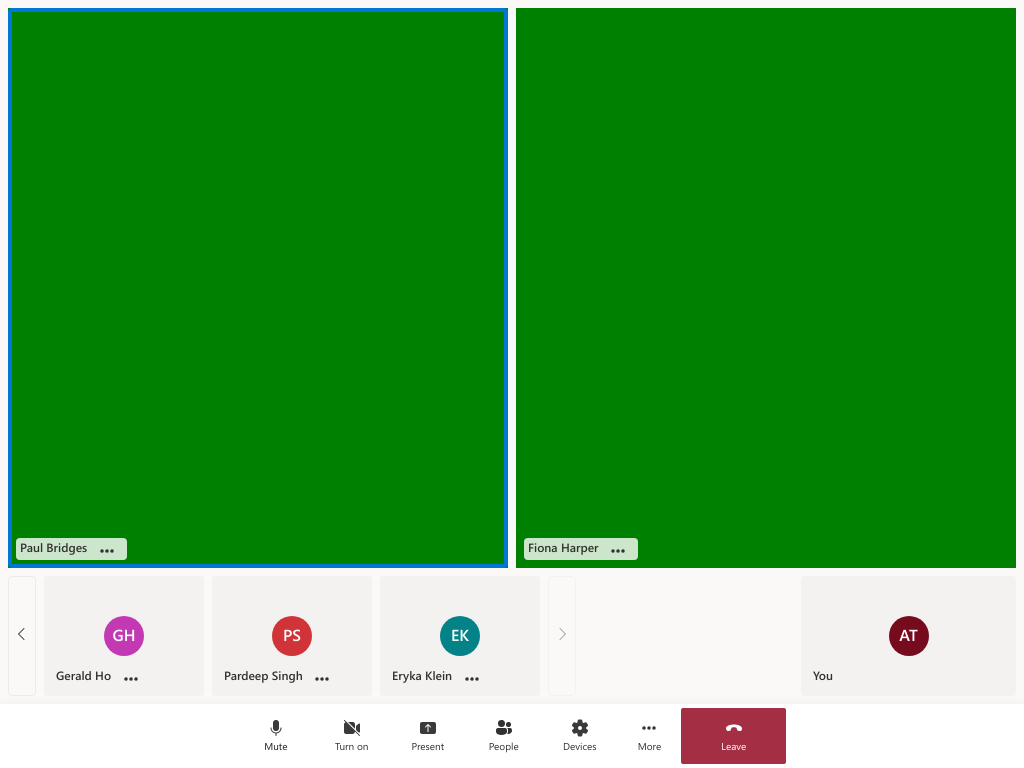 Paul Bridges
Fiona Harper
GH
PS
EK
AT
Gerald Ho
Pardeep Singh
Eryka Klein
You
Mute
Turn on
Present
People
Devices
More
Leave